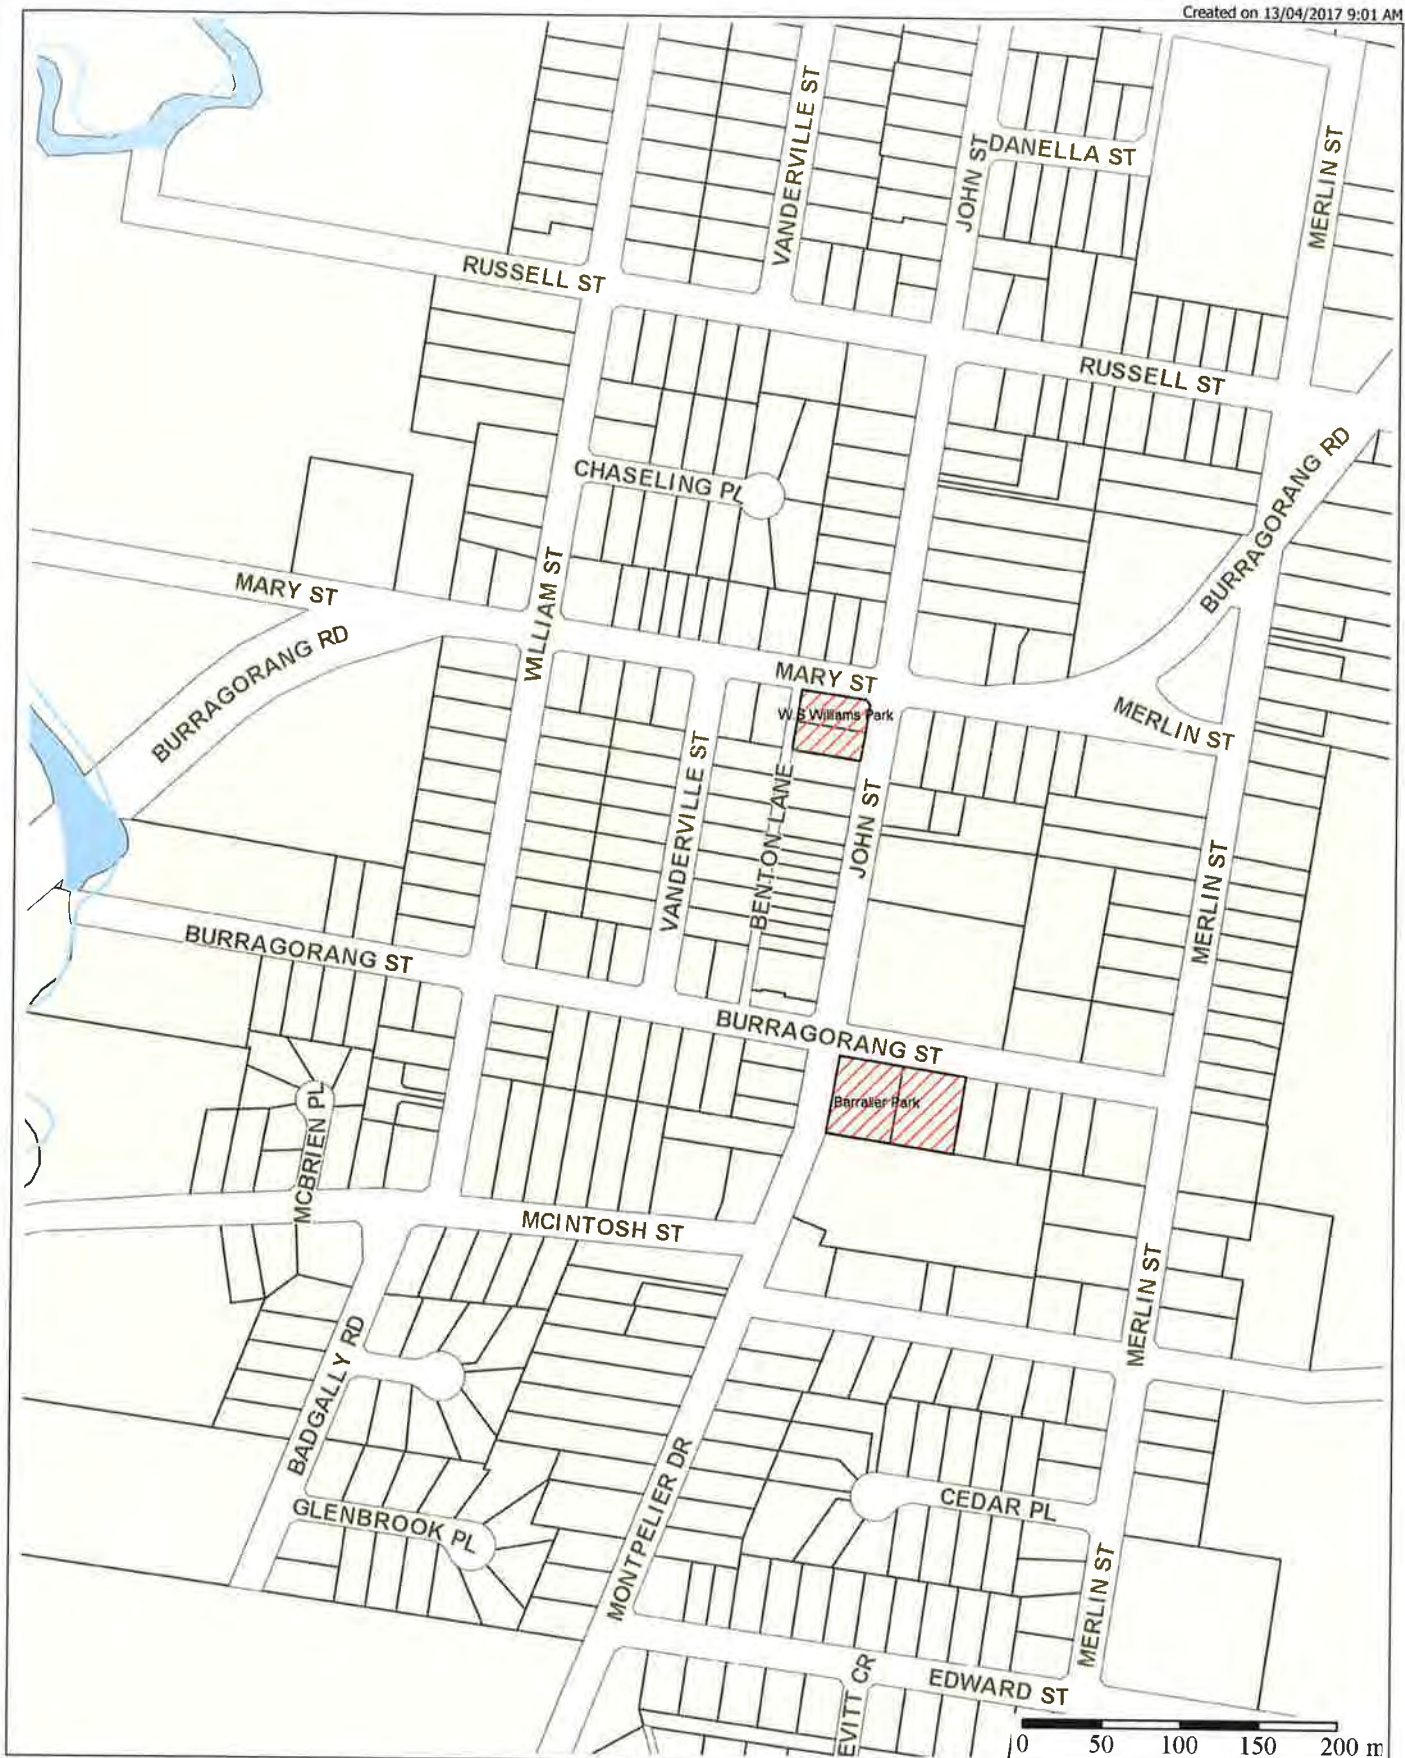 Created on 13/04/2017 9:01 AM
VANDERVILLE ST
JOHN ST
DANELLA ST
MERLIN ST
RUSSELL ST
RUSSELL ST
BURRAGORANG RD
CHASELING PL
WILLIAM ST
MARY ST
BURRAGORANG RD
MARY ST
W.S Williams Park
MERLIN ST
VANDERVILLE ST
BENTON LANE
JOHN ST
MERLIN ST
BURRAGORANG ST
BURRAGORANG ST
Barralier Park
MCBRIEN PL
MCINTOSH ST
MERLIN ST
BADGALLY RD
MONTPELIER DR
CEDAR PL
GLENBROOK PL
MERLIN ST
EVITT CR
EDWARD ST
0 50 100 150 200 m